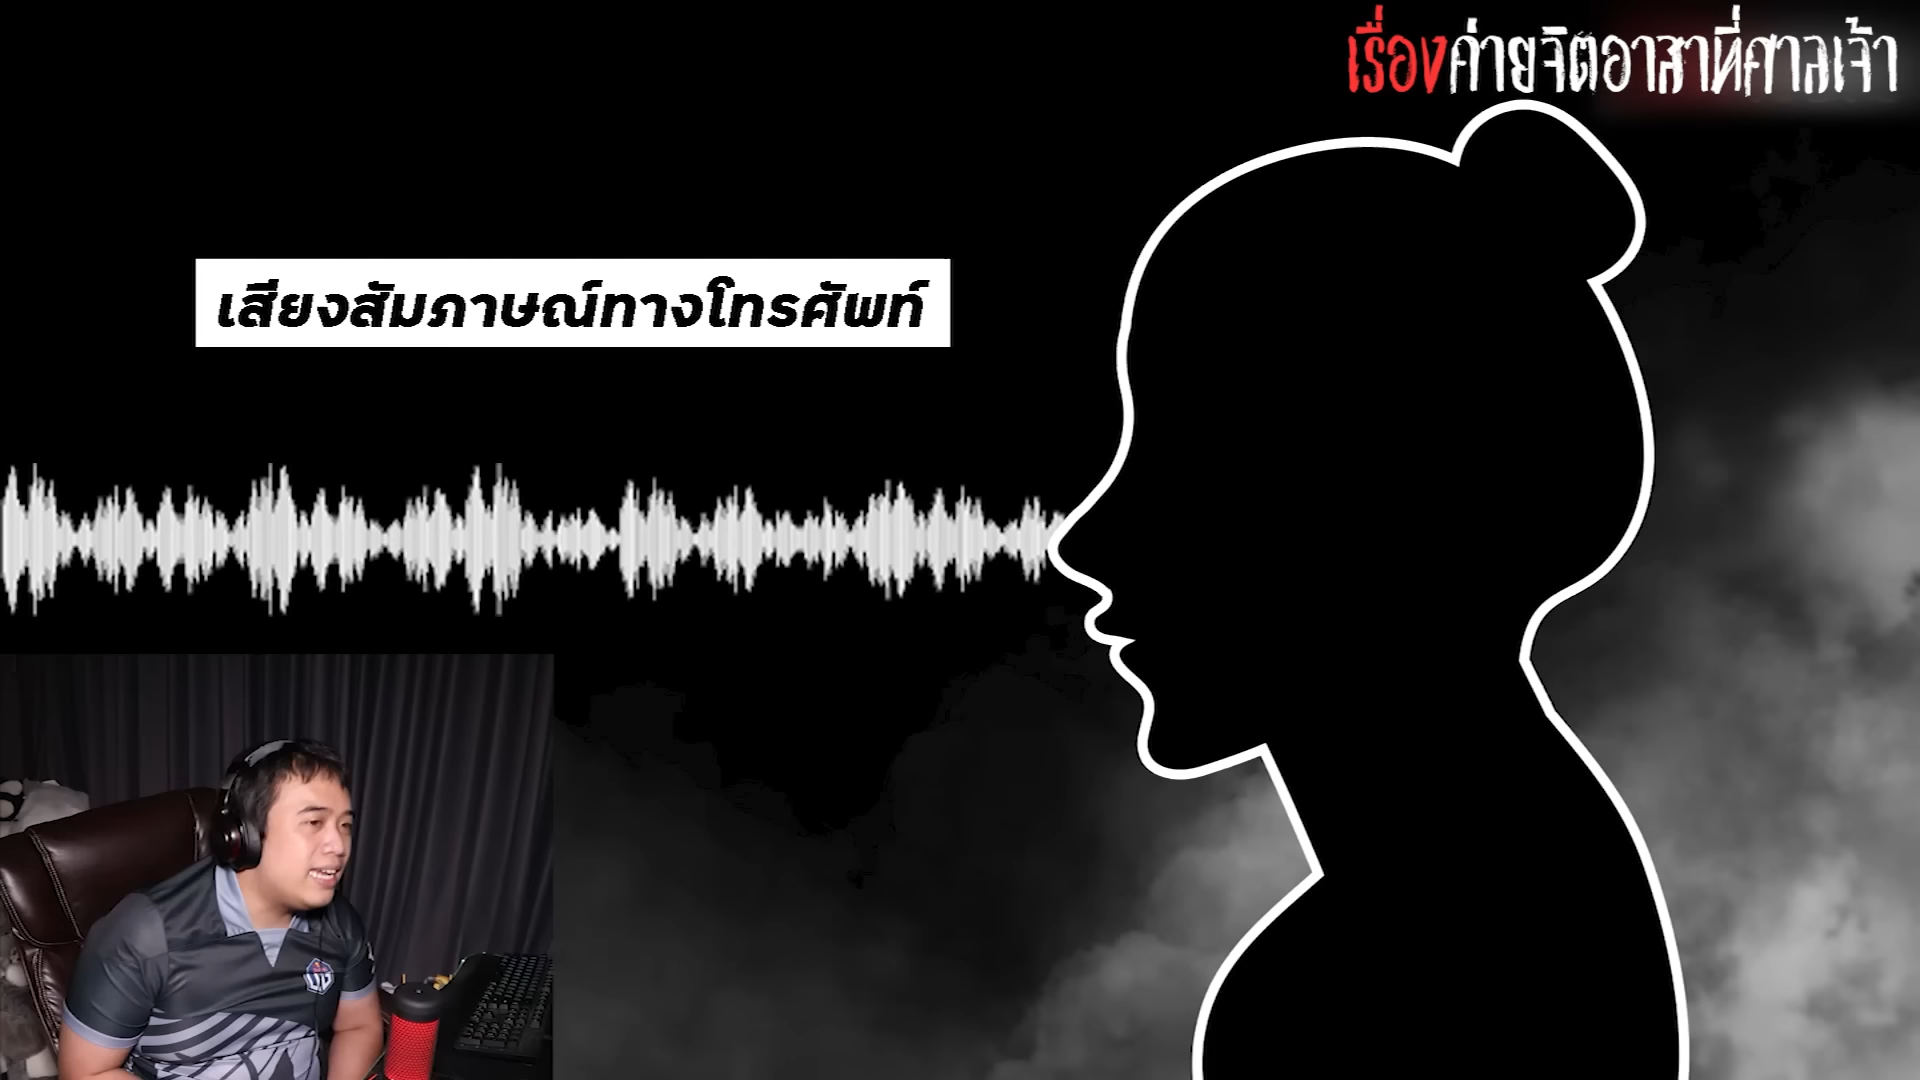 เรื่องค่ายจิตอาสาที่ศาลเจ้า
เสียงสัมภาษณ์ทางโทรศัพท์